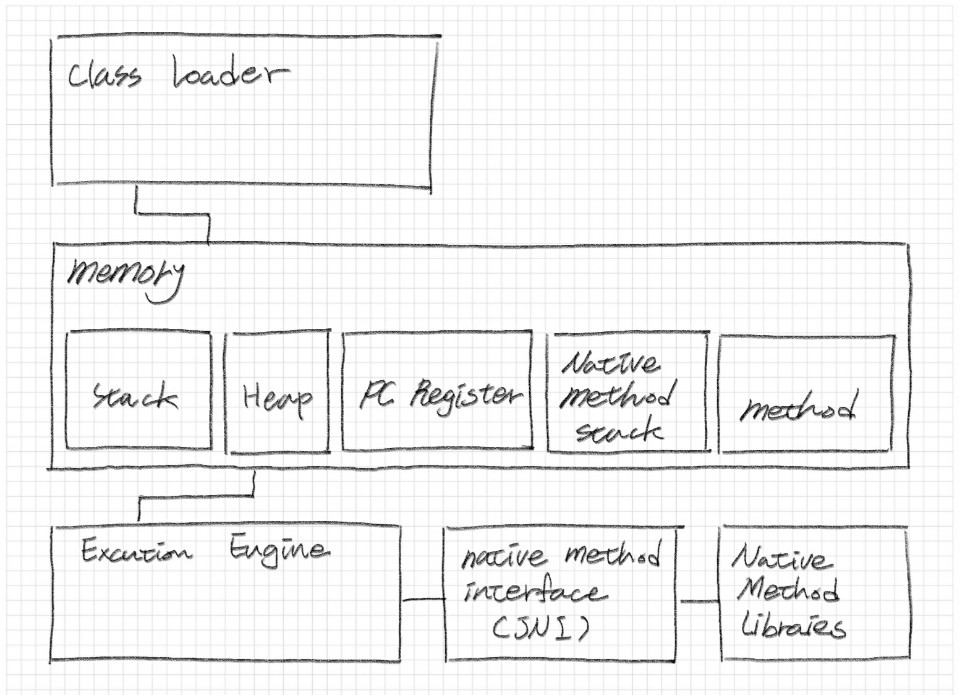 class loader
memory
stack
Heap
PC Register
Native
method
stack
method
Excution Engine
native method
interface
(JNI)
Native
Method
Libraies